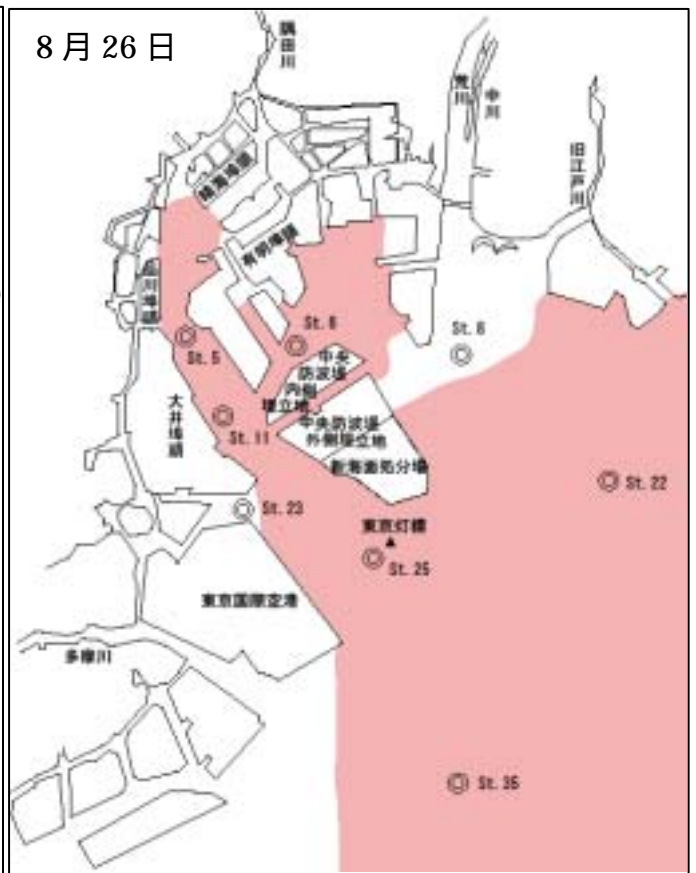 8月26日
隅田川
荒川
中川
旧江戸川
晴海埠頭
有明埠頭
品川埠頭
St. 5
St. 6
St. 8
中央
防波堤
内側
埋立地
大井埠頭
St. 11
中央防波堤
外側埋立地
新海面処分場
St. 22
St. 23
東京灯標
St. 25
東京国際空港
多摩川
St. 35